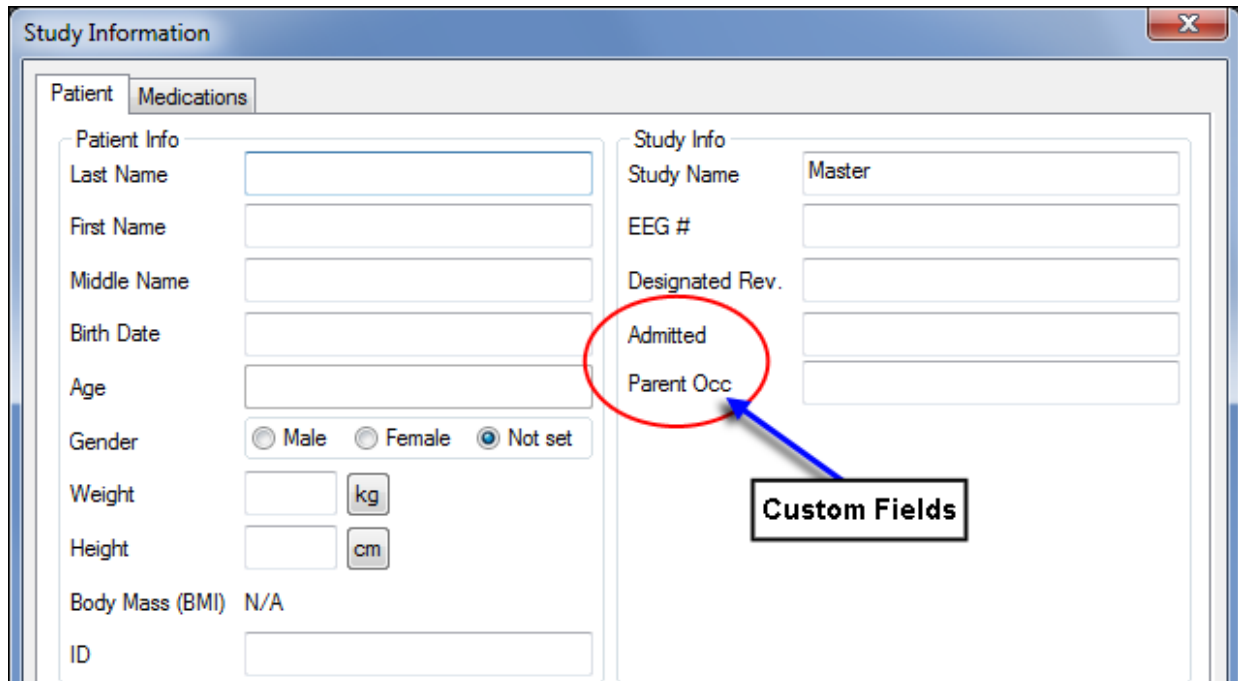 Study Information
X
Patient
Medications
Patient Info
Last Name
First Name
Middle Name
Birth Date
Age
Gender
Male
Female
Not set
Weight
kg
Height
cm
Body Mass (BMI) N/A
ID
Study Info
Study Name
Master
EEG #
Designated Rev.
Admitted
Parent Occ
Custom Fields